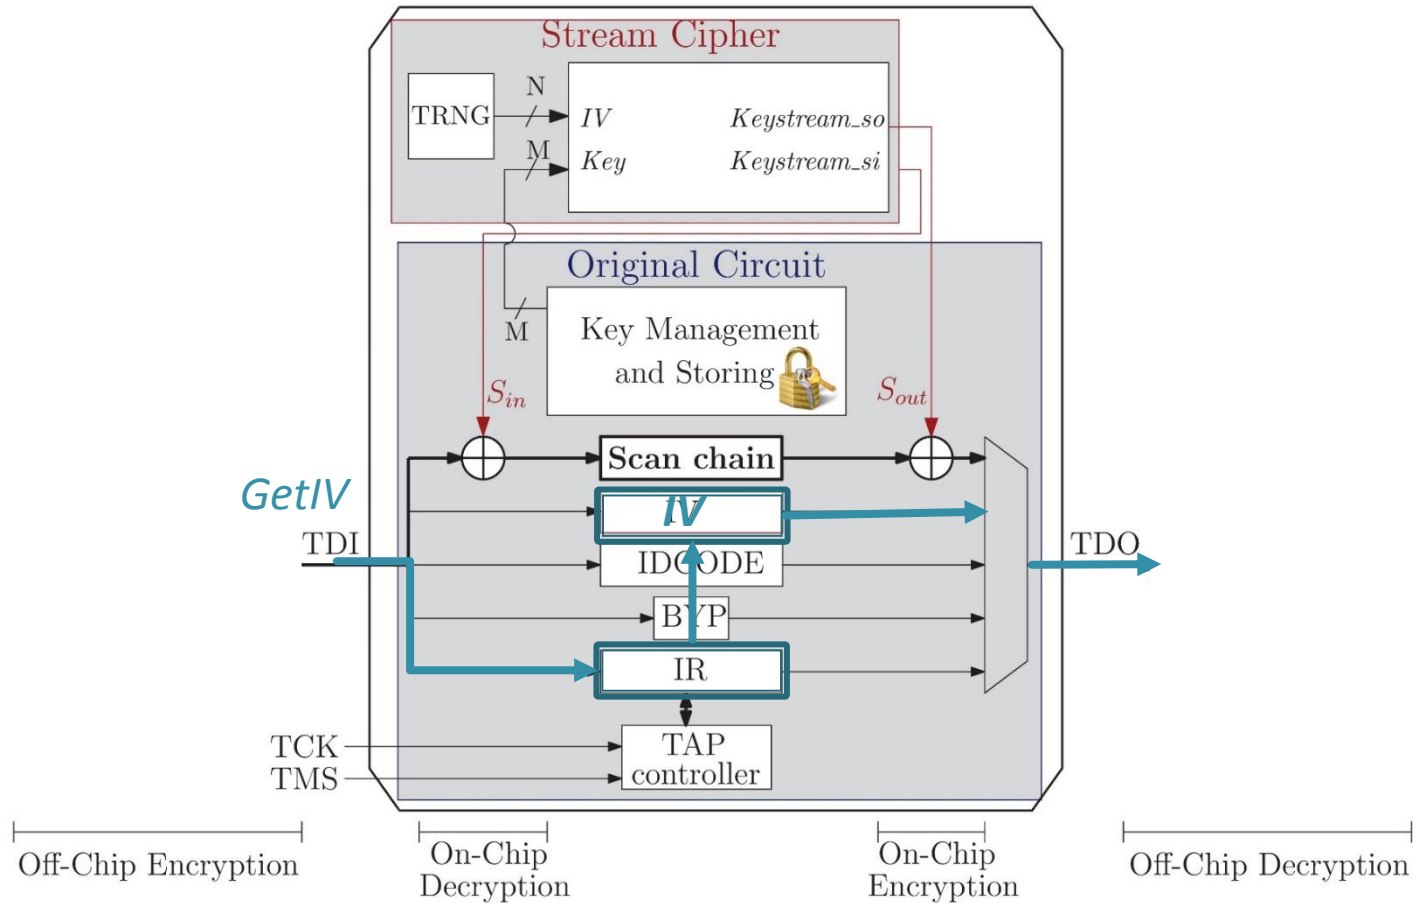 Stream Cipher
TRNG
N
M
IV
Key
Keystream_so
Keystream_si
Original Circuit
M
Key Management
and Storing
S_in
S_out
Scan chain
GetIV
IV
TDI
IDCODE
TDO
BYP
IR
TCK
TMS
TAP
controller
Off-Chip Encryption
On-Chip
Decryption
On-Chip
Encryption
Off-Chip Decryption